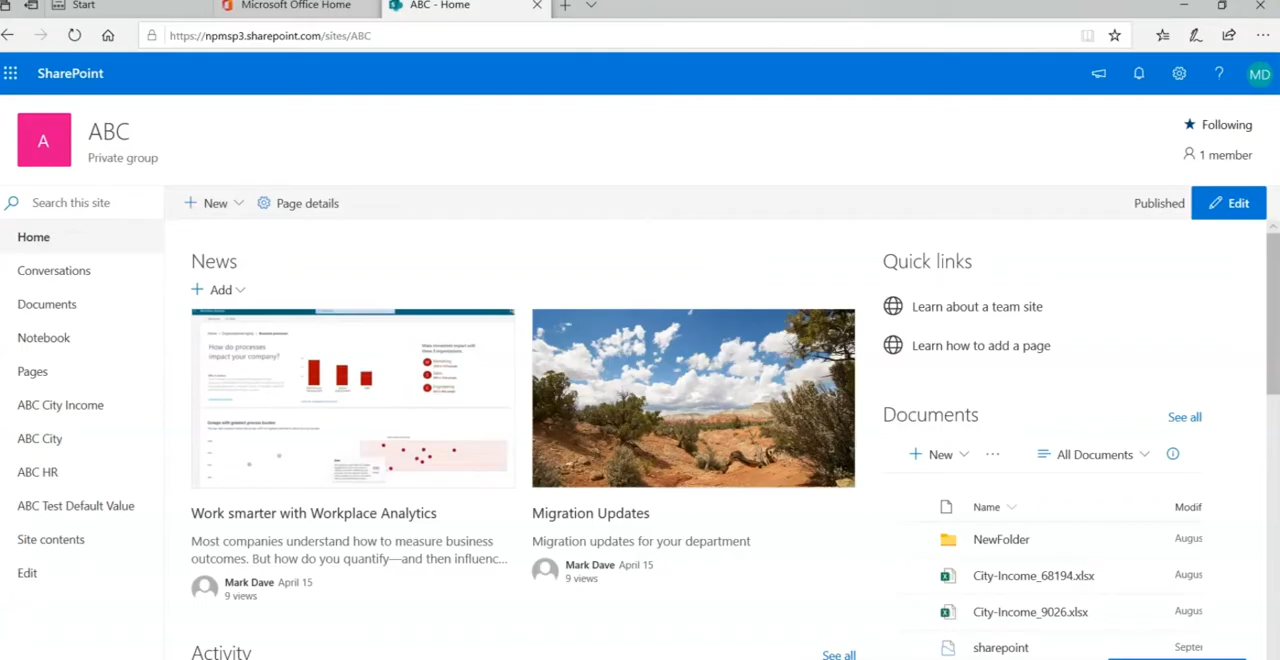 Start
Microsoft Office Home
ABC - Home
https://npmsp3.sharepoint.com/sites/ABC
SharePoint
MD
A
ABC
Private group
Following
1 member
Search this site
New
Page details
Published
Edit
Home
Conversations
Documents
Notebook
Pages
ABC City Income
ABC City
ABC HR
ABC Test Default Value
Site contents
Edit
News
Add
How do processes
impact your company?
Work smarter with Workplace Analytics
Most companies understand how to measure business
outcomes. But how do you quantify—and then influenc...
Mark Dave April 15
9 views
Migration Updates
Migration updates for your department
Mark Dave April 15
9 views
Activity
See all
Quick links
Learn about a team site
Learn how to add a page
Documents
See all
New
All Documents
Name
Modif
NewFolder
Augus
City-Income_68194.xlsx
Augus
City-Income_9026.xlsx
Augus
sharepoint
Septer